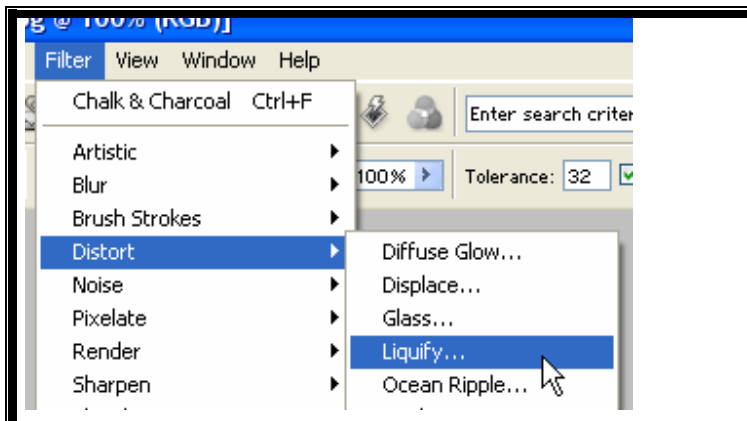 @ 100% (RGB)]
Filter View Window Help
Chalk & Charcoal Ctrl+F
Enter search
Artistic
100% Tolerance: 32
Blur
Brush Strokes
Distort Diffuse Glow...
Noise Displace...
Pixelate Glass...
Render Liquify...
Sharpen Ocean Ripple...